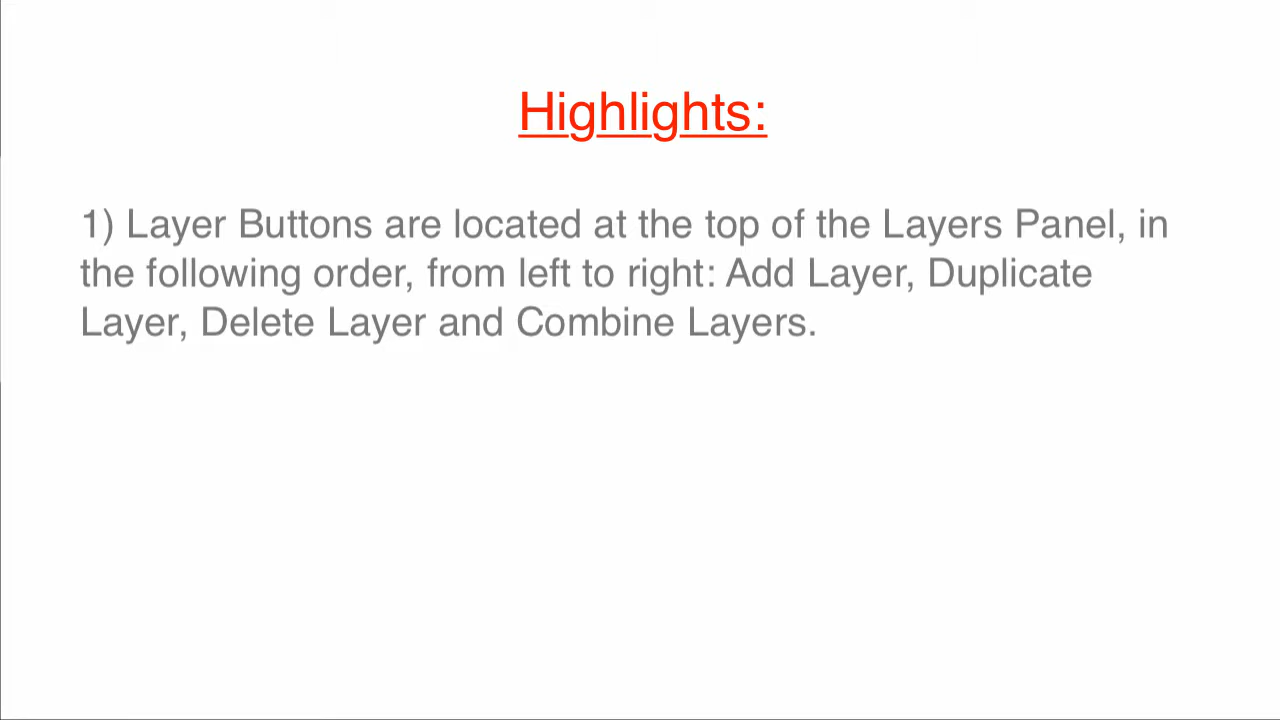 Highlights:
1) Layer Buttons are located at the top of the Layers Panel, in
the following order, from left to right: Add Layer, Duplicate
Layer, Delete Layer and Combine Layers.